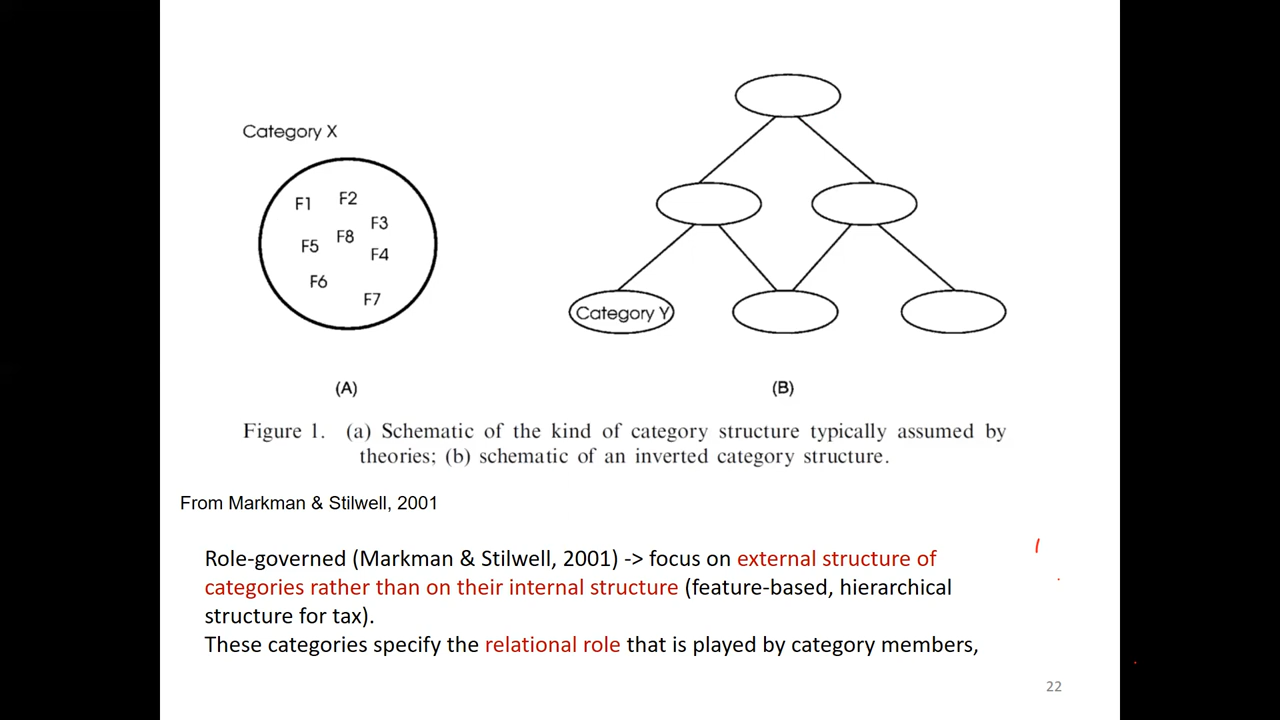 Category X
F1 F2
F3
F5 F8
F4
F6
F7
Category Y
(A) (B)
Figure 1. (a) Schematic of the kind of category structure typically assumed by
theories; (b) schematic of an inverted category structure.
From Markman & Stilwell, 2001
Role-governed (Markman & Stilwell, 2001) -> focus on external structure of
categories rather than on their internal structure (feature-based, hierarchical
structure for tax).
These categories specify the relational role that is played by category members,
22